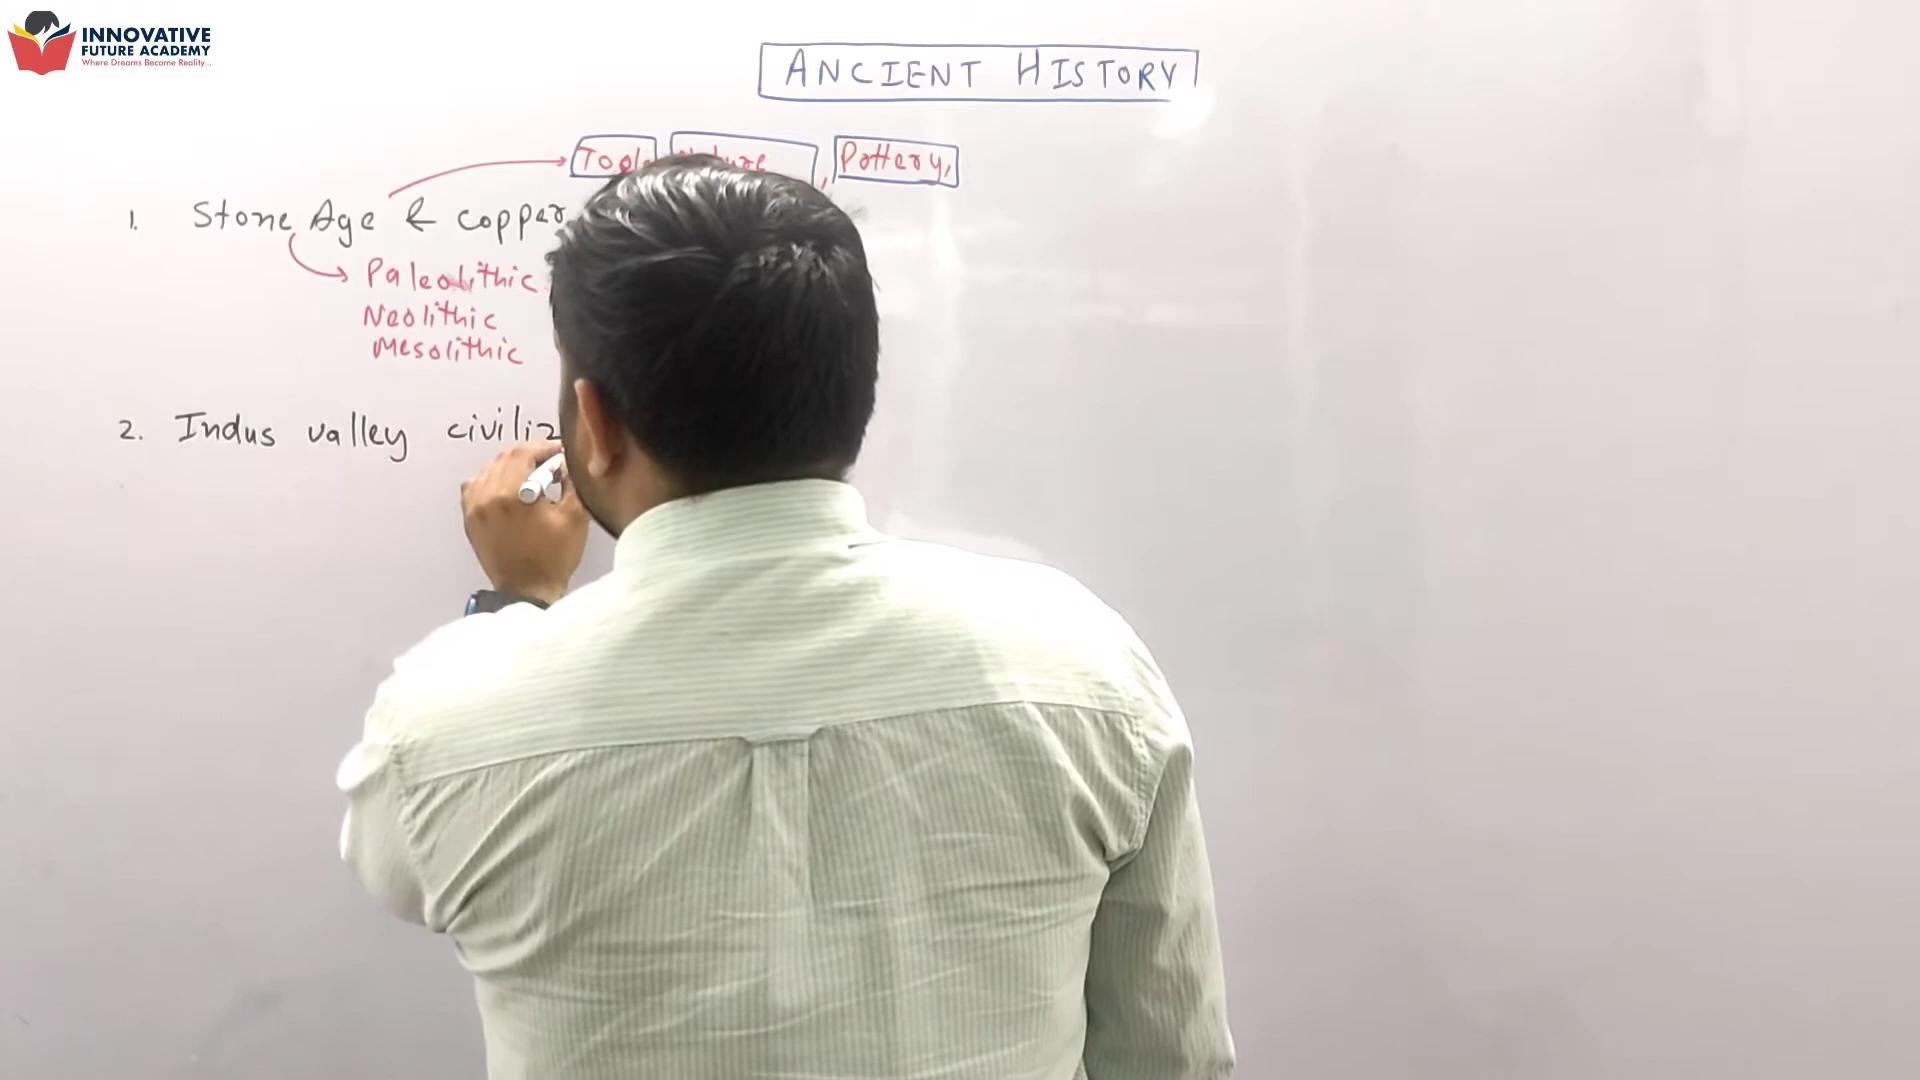 INNOVATIVE
FUTURE ACADEMY
Where Dreams Become Reality...
ANCIENT HISTORY
Pottery,
1. Stone Age & copper
Paleolithic
Neolithic
Mesolithic
2. Indus valley civiliz